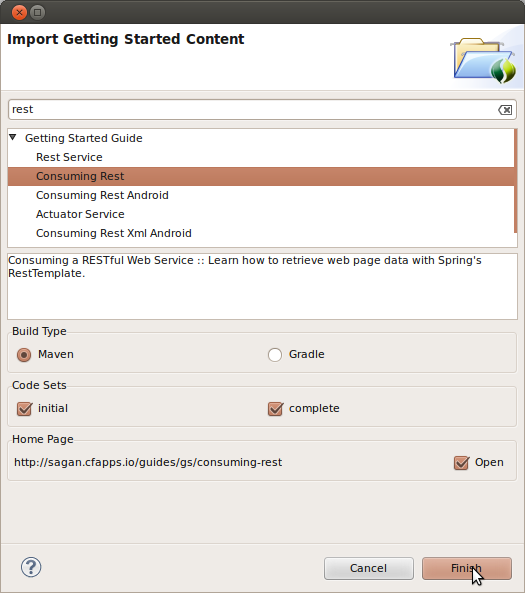 Import Getting Started Content
rest
Getting Started Guide
Rest Service
Consuming Rest
Consuming Rest Android
Actuator Service
Consuming Rest Xml Android
Consuming a RESTful Web Service :: Learn how to retrieve web page data with Spring's
RestTemplate.
Build Type
Maven Gradle
Code Sets
initial complete
Home Page
http://sagan.cfapps.io/guides/gs/consuming-rest Open
? Cancel Finish